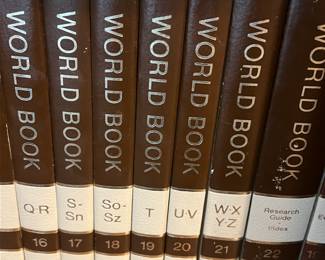 WORLD BOOK
Q-R
16
WORLD BOOK
S-
Sn
17
WORLD BOOK
So-
Sz
18
WORLD BOOK
T
19
WORLD BOOK
U-V
20
WORLD BOOK
W-X
Y-Z
21
WORLD BOOK
Research
Guide
Index
22